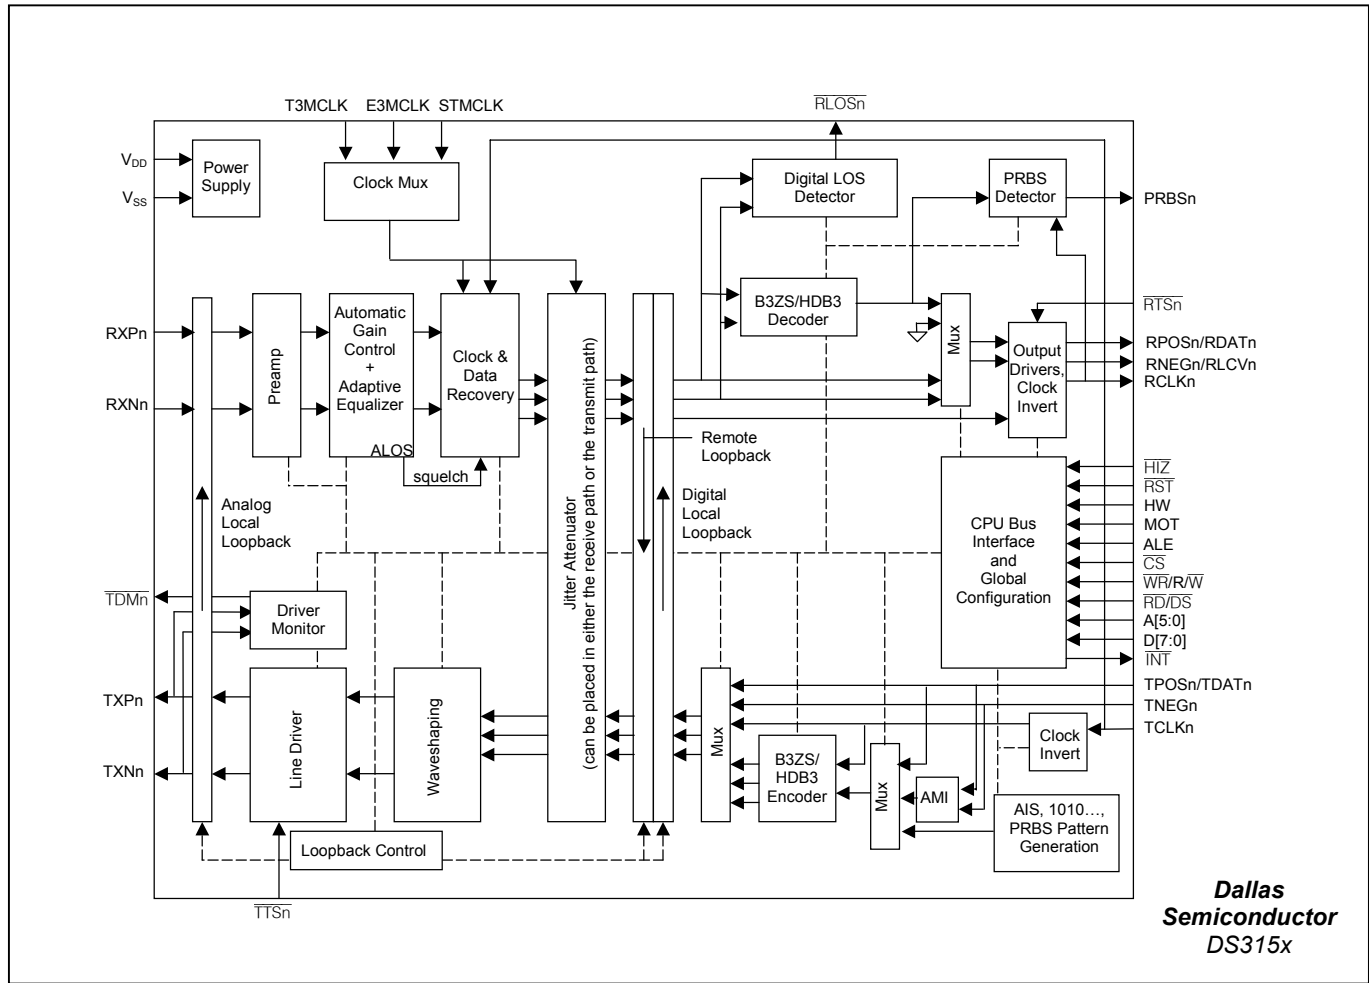 T3MCLK E3MCLK STMCLK
RLOSn
VDD
VSS
Power
Supply
Clock Mux
Digital LOS
Detector
PRBS
Detector
PRBSn
RXPn
RXNn
Preamp
Automatic
Gain
Control
+
Adaptive
Equalizer
ALOS
squelch
Clock &
Data
Recovery
Jitter Attenuator
(can be placed in either the receive path or the transmit path)
Remote
Loopback
Digital
Local
Loopback
Analog
Local
Loopback
B3ZS/HDB3
Decoder
Mux
Output
Drivers,
Clock
Invert
RTSn
RPOSn/RDATn
RNEGn/RLCVn
RCLKn
CPU Bus
Interface
and
Global
Configuration
HIZ
RST
HW
MOT
ALE
CS
WR/R/W
RD/DS
A[5:0]
D[7:0]
INT
TDMn
Driver
Monitor
TXPn
TXNn
Line Driver
Waveshaping
Mux
B3ZS/
HDB3
Encoder
Mux
AMI
Clock
Invert
TPOSn/TDATn
TNEGn
TCLKn
AIS, 1010…,
PRBS Pattern
Generation
Loopback Control
TTSn
Dallas
Semiconductor
DS315x